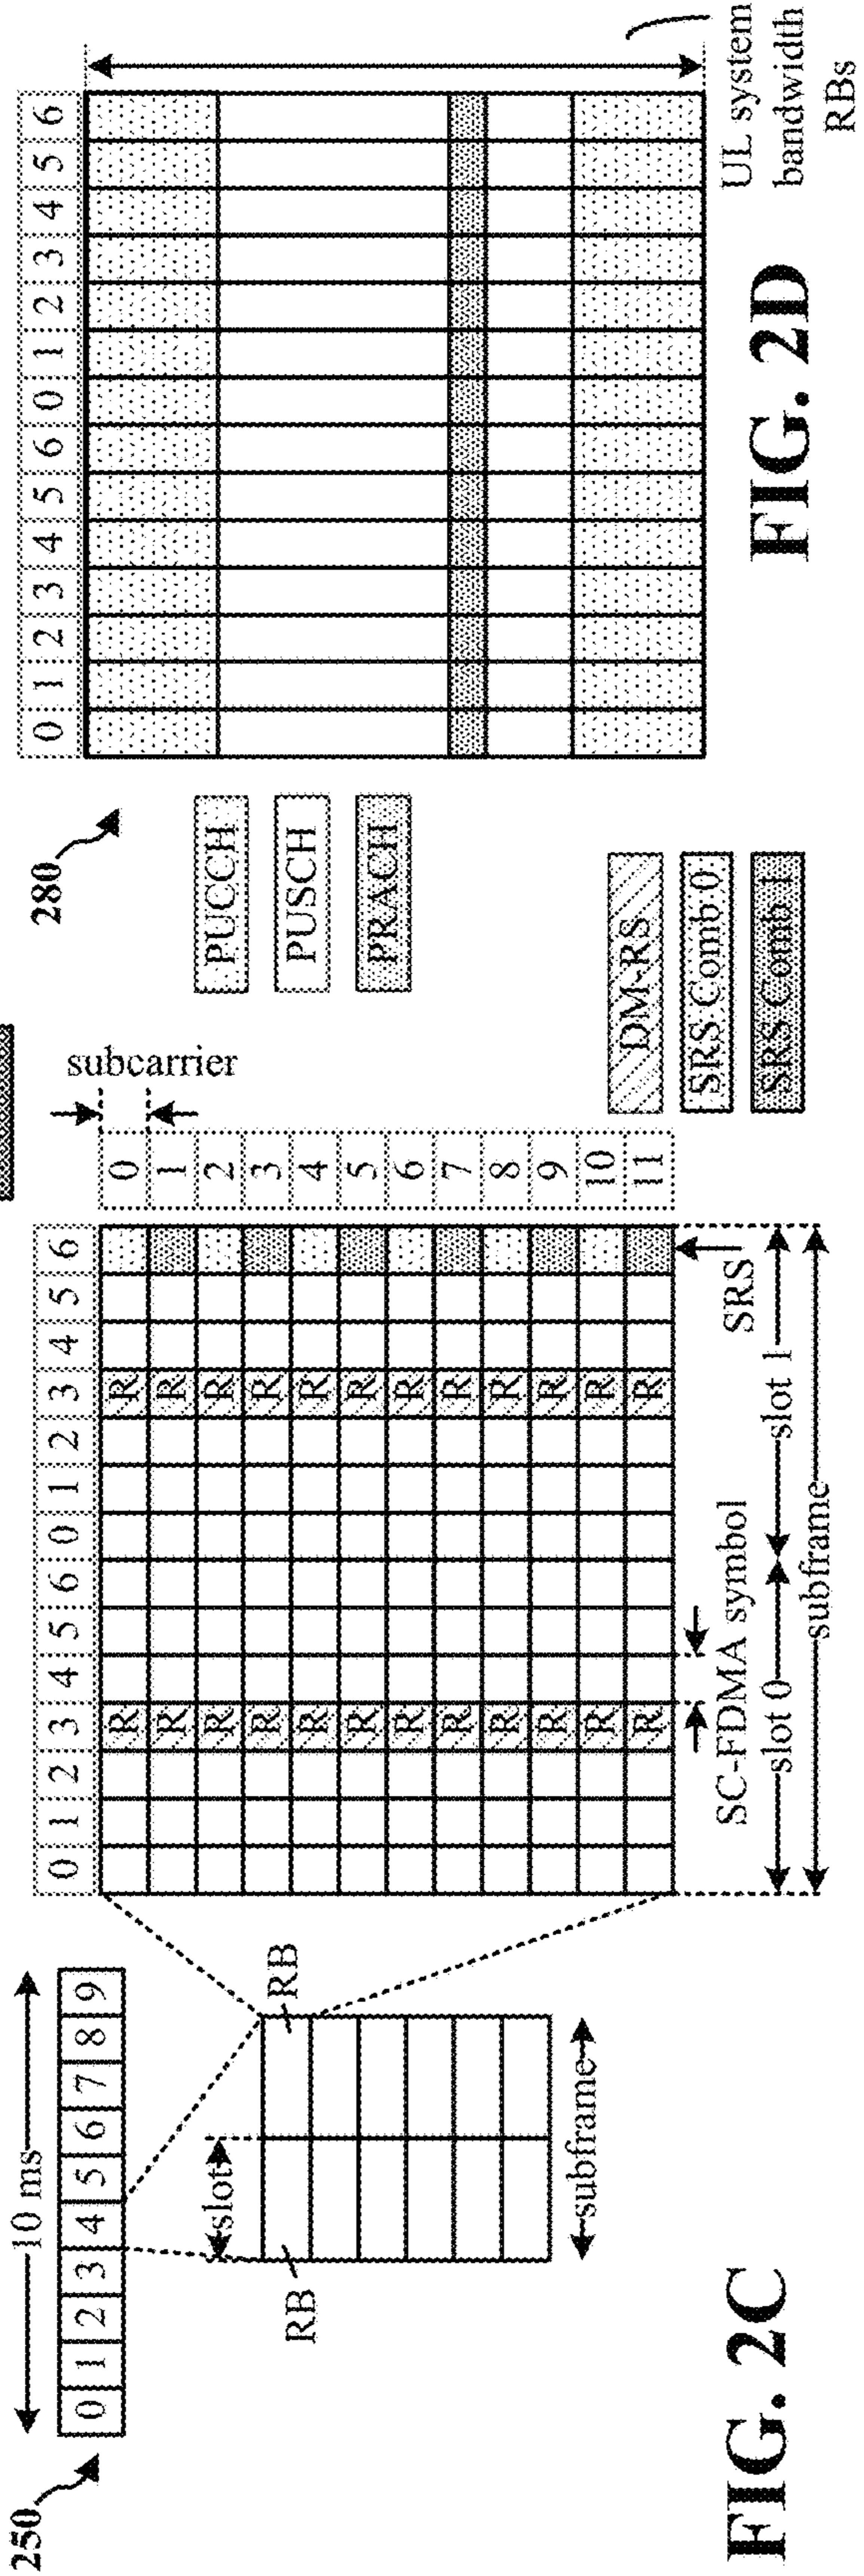 250
10 ms
0 1 2 3 4 5 6 7 8 9
slot
RB
RB
subframe
FIG. 2C
0 1 2 3 4 5 6 0 1 2 3 4 5 6
subcarrier
R R 0
R R 1
R R 2
R R 3
R R 4
R R 5
R R 6
R R 7
R R 8
R R 9
R R 10
R R 11
SC-FDMA symbol
SRS
slot 0
slot 1
subframe
DM-RS
SRS Comb 0
SRS Comb 1
280
PUCCH
PUSCH
PRACH
0 1 2 3 4 5 6 0 1 2 3 4 5 6
UL system
bandwidth
RBs
FIG. 2D